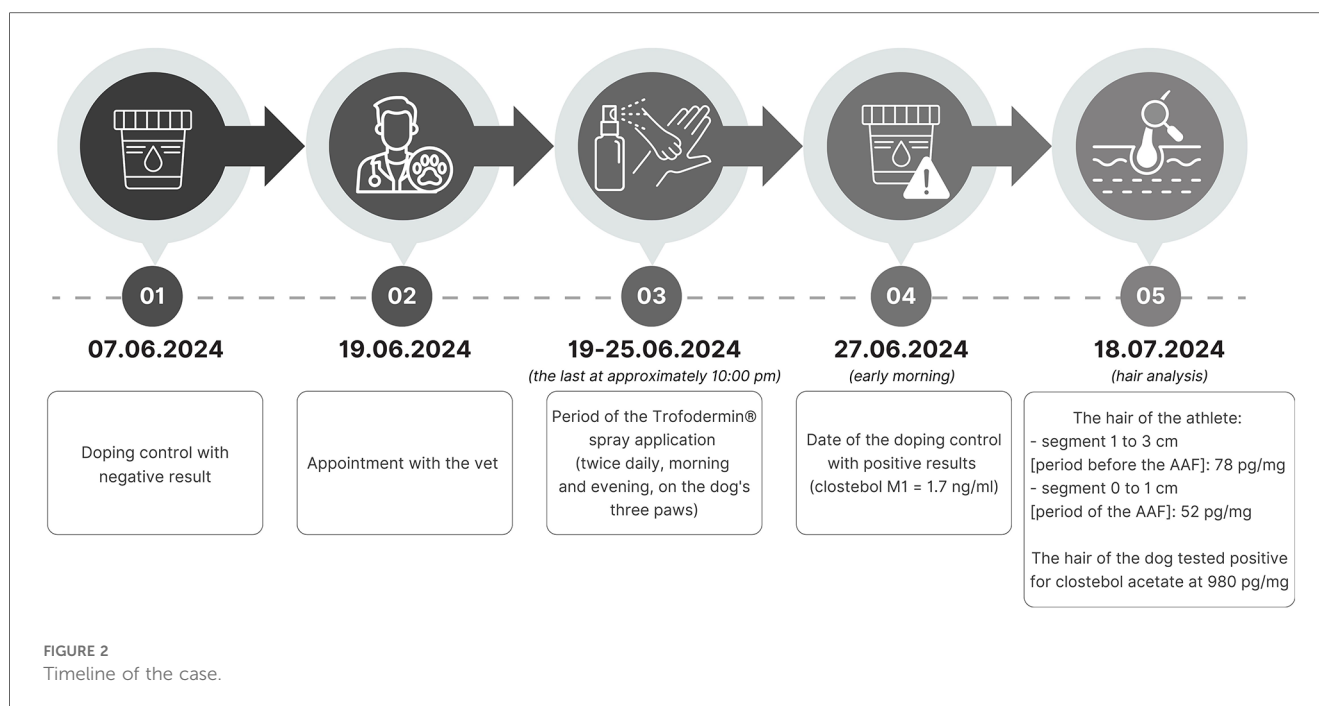 01
07.06.2024
Doping control with
negative result
02
19.06.2024
Appointment with the vet
03
19-25.06.2024
(the last at approximately 10:00 pm)
Period of the Trofodermin®
spray application
(twice daily, morning
and evening, on the dog's
three paws)
04
27.06.2024
(early morning)
Date of the doping control
with positive results
(clostebol M1 = 1.7 ng/ml)
05
18.07.2024
(hair analysis)
The hair of the athlete:
- segment 1 to 3 cm
[period before the AAF]: 78 pg/mg
- segment 0 to 1 cm
[period of the AAF]: 52 pg/mg
The hair of the dog tested positive
for clostebol acetate at 980 pg/mg
FIGURE 2
Timeline of the case.